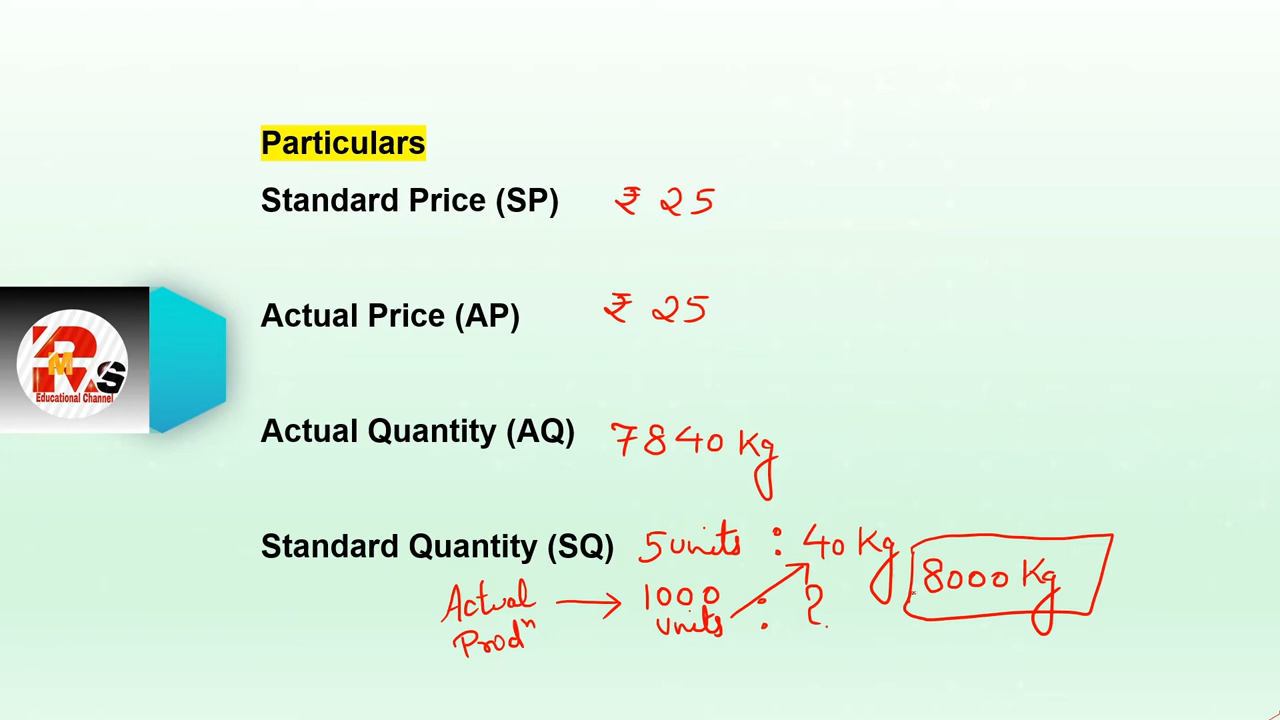 Particulars
Standard Price (SP) ₹ 25
Actual Price (AP) ₹ 25
Actual Quantity (AQ) 7840 Kg
Standard Quantity (SQ) 5 units : 40 Kg 8000 Kg
Actual Prodⁿ → 1000 units : ?
M S
Educational Channel